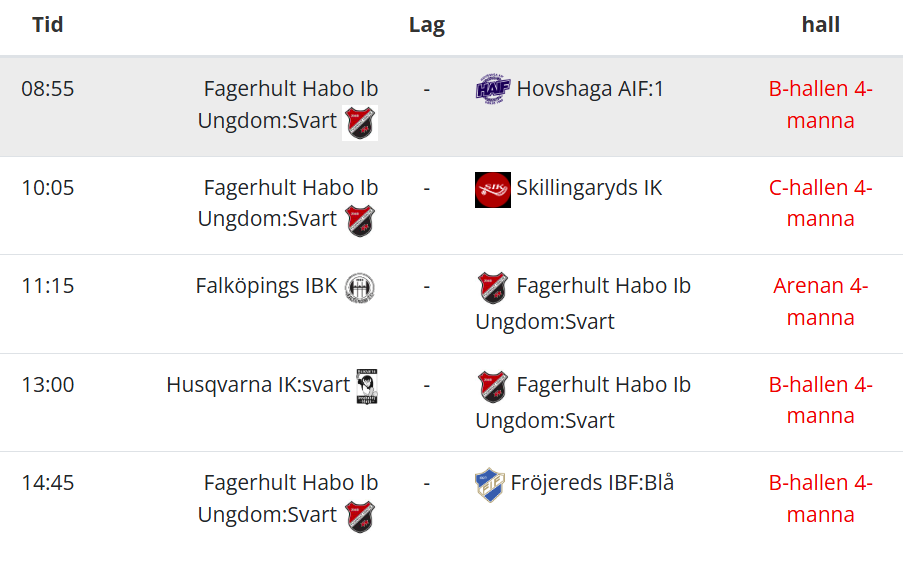 Tid Lag hall
08:55 Fagerhult Habo Ib - HAIF Hovshaga AIF:1 B-hallen 4-
Ungdom:Svart manna
10:05 Fagerhult Habo Ib - SIK Skillingaryds IK C-hallen 4-
Ungdom:Svart manna
11:15 Falköpings IBK - Fagerhult Habo Ib Arenan 4-
Ungdom:Svart manna
13:00 Husqvarna IK:svart - Fagerhult Habo Ib B-hallen 4-
Ungdom:Svart manna
14:45 Fagerhult Habo Ib - FIF Fröjereds IBF:Blå B-hallen 4-
Ungdom:Svart manna